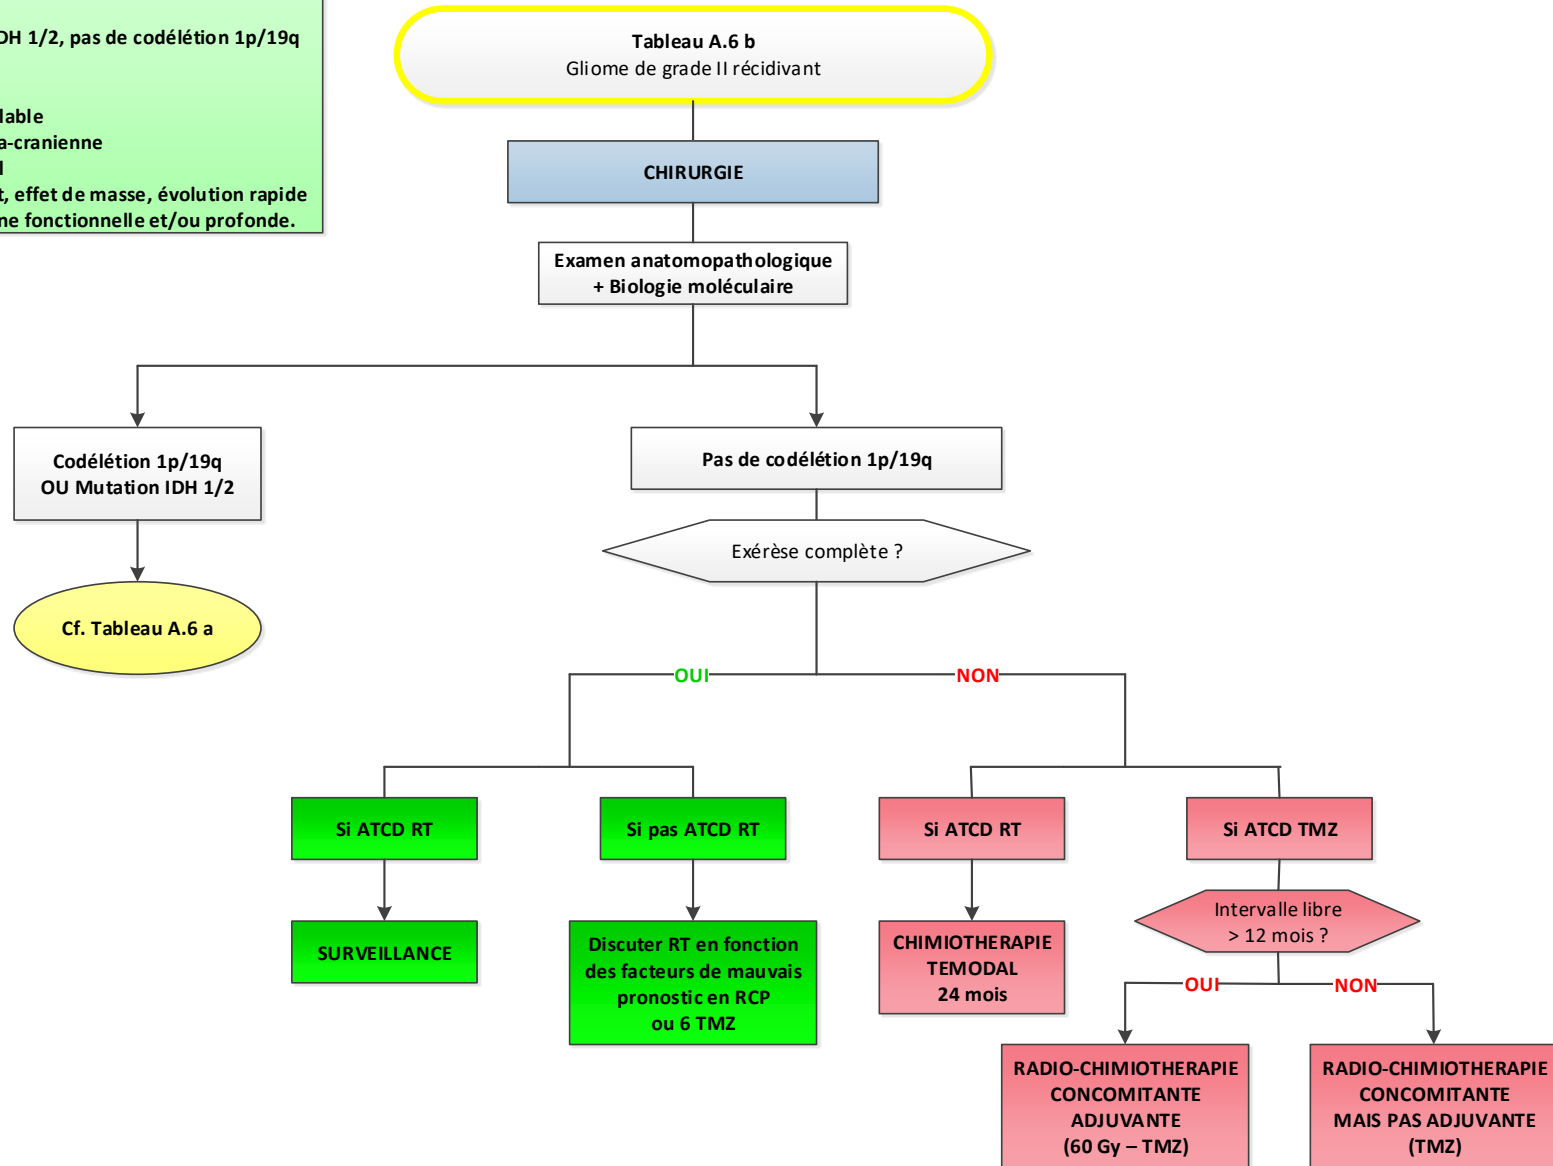 DH 1/2, pas de codélétion 1p/19q
a-cranienne
, effet de masse, évolution rapide
ne fonctionnelle et/ou profonde.
Tableau A.6 b
Gliome de grade II récidivant
CHIRURGIE
Examen anatomopathologique
+ Biologie moléculaire
Codélétion 1p/19q
OU Mutation IDH 1/2
Pas de codélétion 1p/19q
Exérèse complète ?
Cf. Tableau A.6 a
OUI
NON
Si ATCD RT
Si pas ATCD RT
Si ATCD RT
Si ATCD TMZ
SURVEILLANCE
Discuter RT en fonction
des facteurs de mauvais
pronostic en RCP
ou 6 TMZ
CHIMIOTHERAPIE
TEMODAL
24 mois
Intervalle libre
> 12 mois ?
OUI
NON
RADIO-CHIMIOTHERAPIE
CONCOMITANTE
ADJUVANTE
(60 Gy – TMZ)
RADIO-CHIMIOTHERAPIE
CONCOMITANTE
MAIS PAS ADJUVANTE
(TMZ)